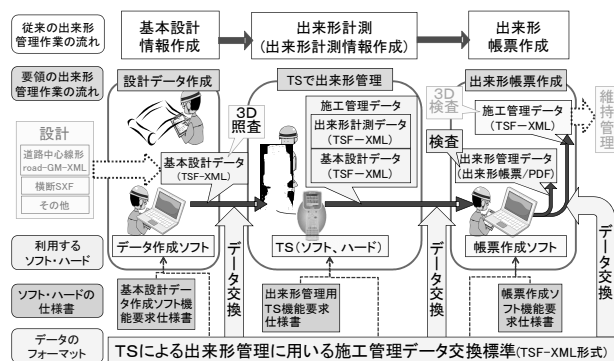 従来の出来形
管理作業の流れ
基本設計
情報作成
出来形計測
(出来形計測情報作成)
出来形
帳票作成
要領の出来形
管理作業の流れ
設計データ作成
TSで出来形管理
出来形帳票作成
3D
照査
施工管理データ
出来形計測データ
(TSF-XML)
基本設計データ
(TSF-XML)
3D
検査
施工管理データ
(TSF-XML)
維持管理
設計
道路中心線形
road-GM-XML
横断SXF
その他
基本設計データ
(TSF-XML)
検査
出来形管理データ
(出来形帳票/PDF)
利用する
ソフト・ハード
データ作成ソフト
TS(ソフト、ハード)
帳票作成ソフト
データ交換
データ交換
データ交換
ソフト・ハードの
仕様書
基本設計デー
タ作成ソフト機
能要求仕様書
出来形管理用
TS機能要求
仕様書
帳票作成ソ
フト機能要
求仕様書
データの
フォーマット
TSによる出来形管理に用いる施工管理データ交換標準(TSF-XML形式)